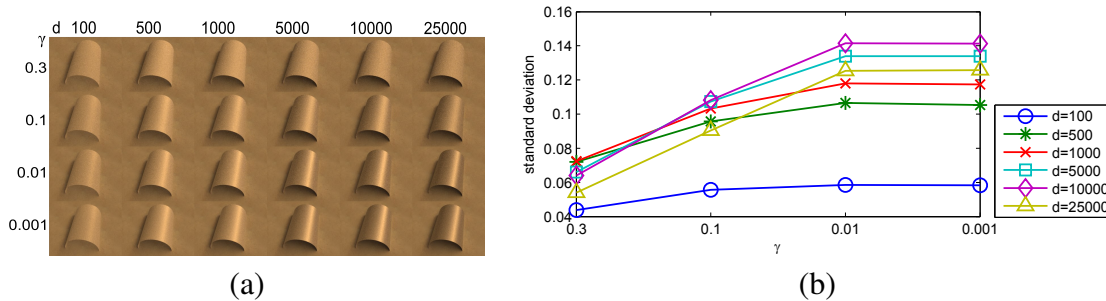 d 100 500 1000 5000 10000 25000
γ
0.3
0.1
0.01
0.001
(a)
0.16
0.14
0.12
0.1
0.08
0.06
0.04
standard deviation
0.3 0.1 0.01 0.001
γ
d=100
d=500
d=1000
d=5000
d=10000
d=25000
(b)